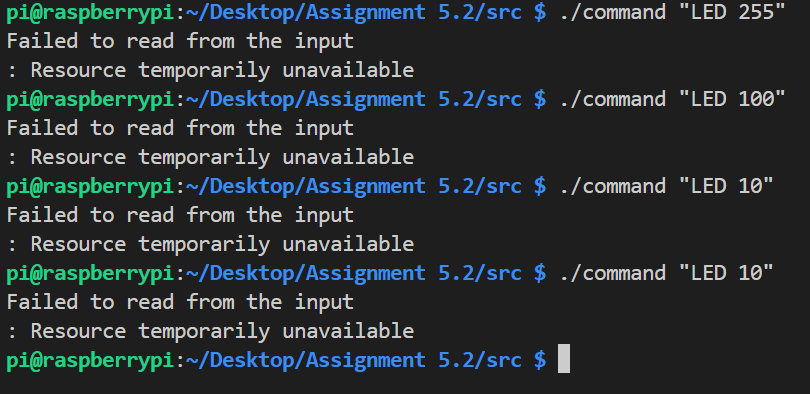 pi@raspberrypi:~/Desktop/Assignment 5.2/src $ ./command "LED 255"
Failed to read from the input
: Resource temporarily unavailable
pi@raspberrypi:~/Desktop/Assignment 5.2/src $ ./command "LED 100"
Failed to read from the input
: Resource temporarily unavailable
pi@raspberrypi:~/Desktop/Assignment 5.2/src $ ./command "LED 10"
Failed to read from the input
: Resource temporarily unavailable
pi@raspberrypi:~/Desktop/Assignment 5.2/src $ ./command "LED 10"
Failed to read from the input
: Resource temporarily unavailable
pi@raspberrypi:~/Desktop/Assignment 5.2/src $